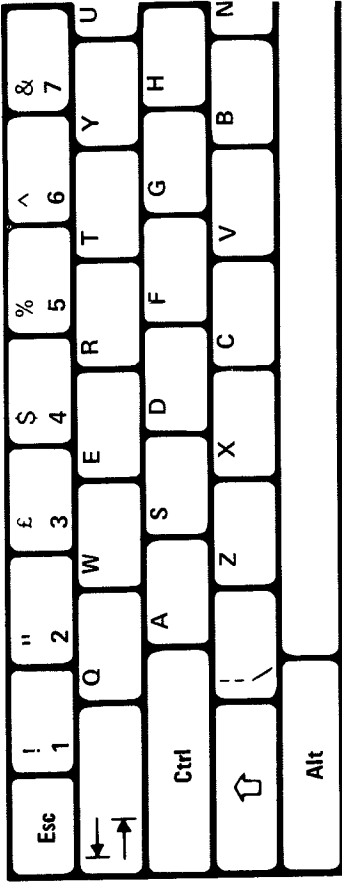 Esc ! 1 " 2 £ 3 $ 4 % 5 ^ 6 & 7
Q W E R T Y U
Ctrl A S D F G H
¦ \ Z X C V B N
Alt